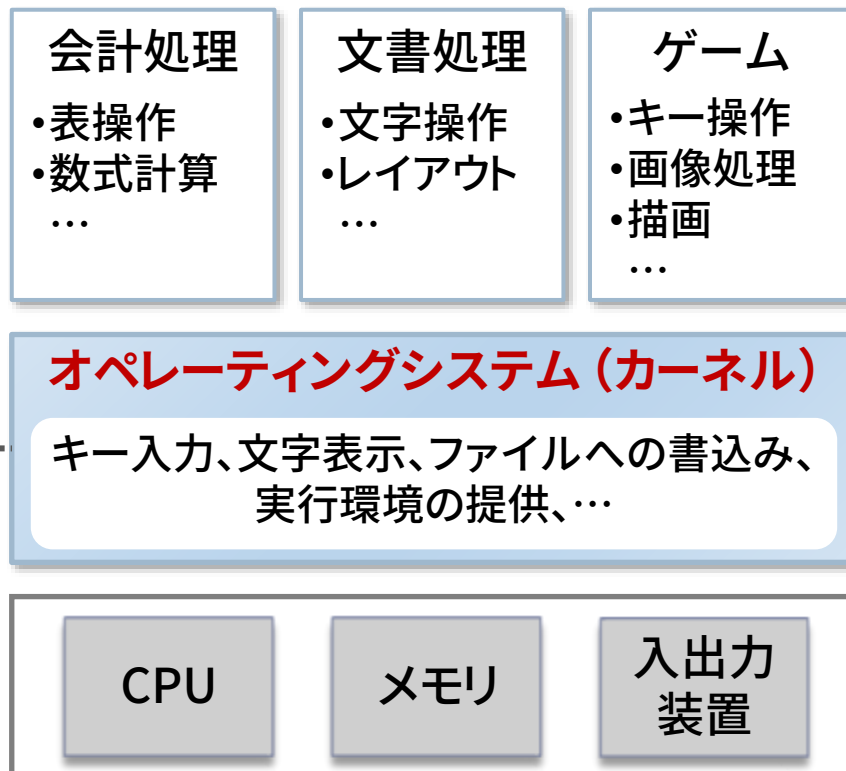 会計処理
•表操作
•数式計算
…
文書処理
•文字操作
•レイアウト
…
ゲーム
•キー操作
•画像処理
•描画
…
オペレーティングシステム（カーネル）
キー入力、文字表示、ファイルへの書込み、
実行環境の提供、…
CPU
メモリ
入出力
装置